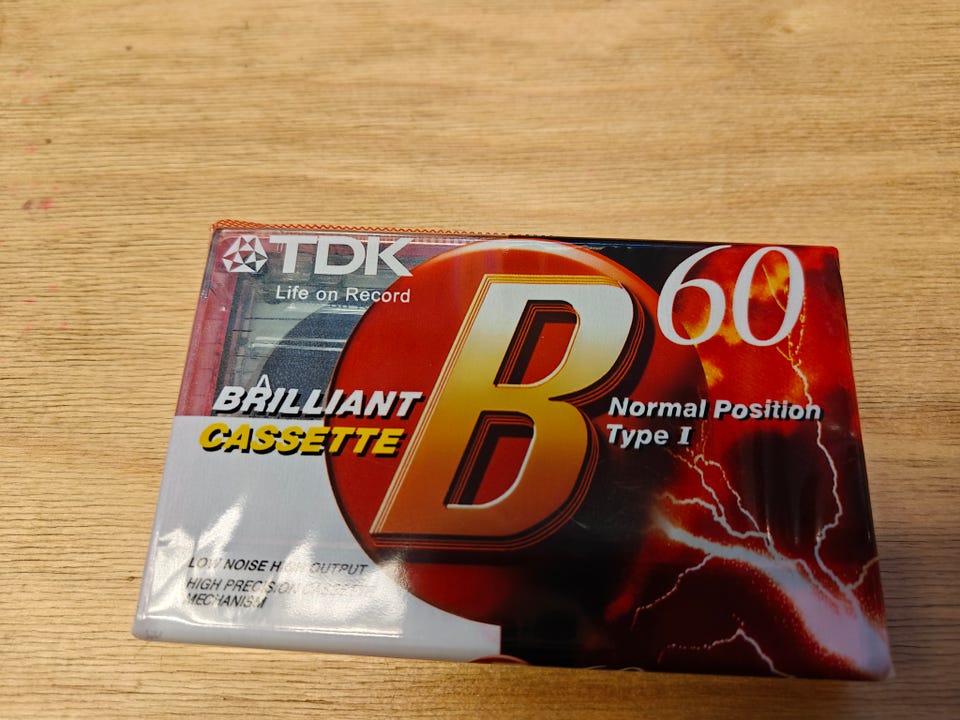 TDK
Life on Record
60
B
A
BRILLIANT
CASSETTE
Normal Position
Type I
LOW NOISE HIGH OUTPUT
HIGH PRECISION CASSETTE
MECHANISM